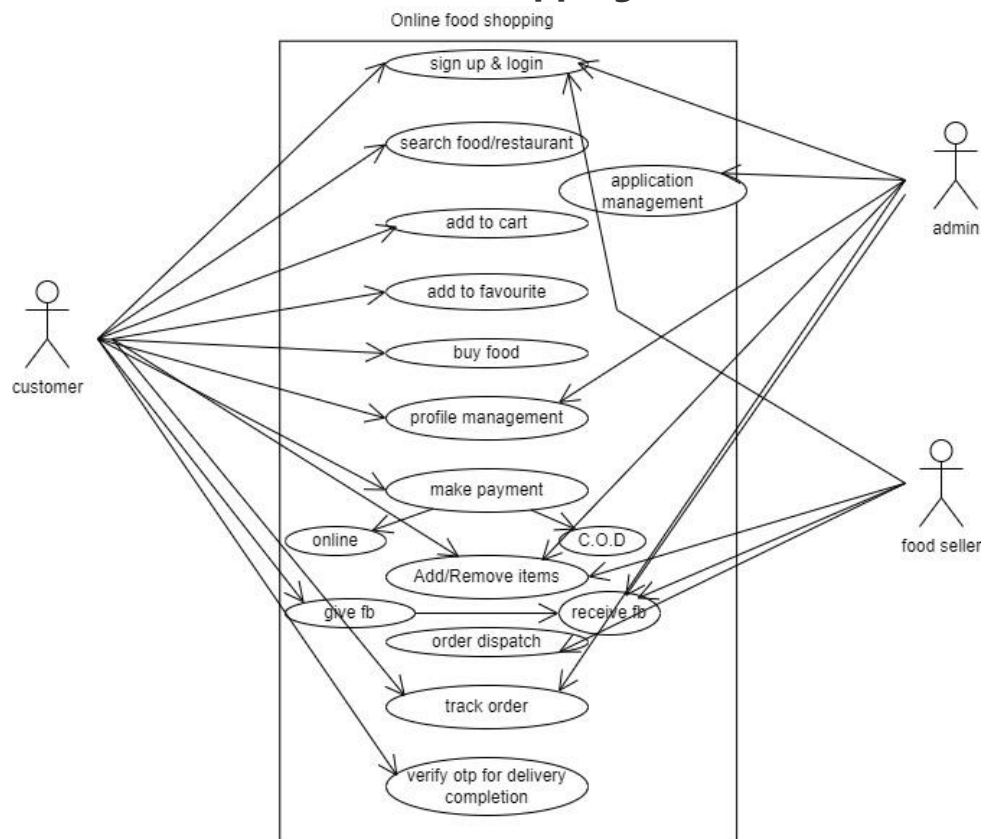 Online food shopping
sign up & login
search food/restaurant
application
management
admin
add to cart
add to favourite
customer
buy food
profile management
make payment
online
C.O.D
food seller
Add/Remove items
give fb
receive fb
order dispatch
track order
verify otp for delivery
completion